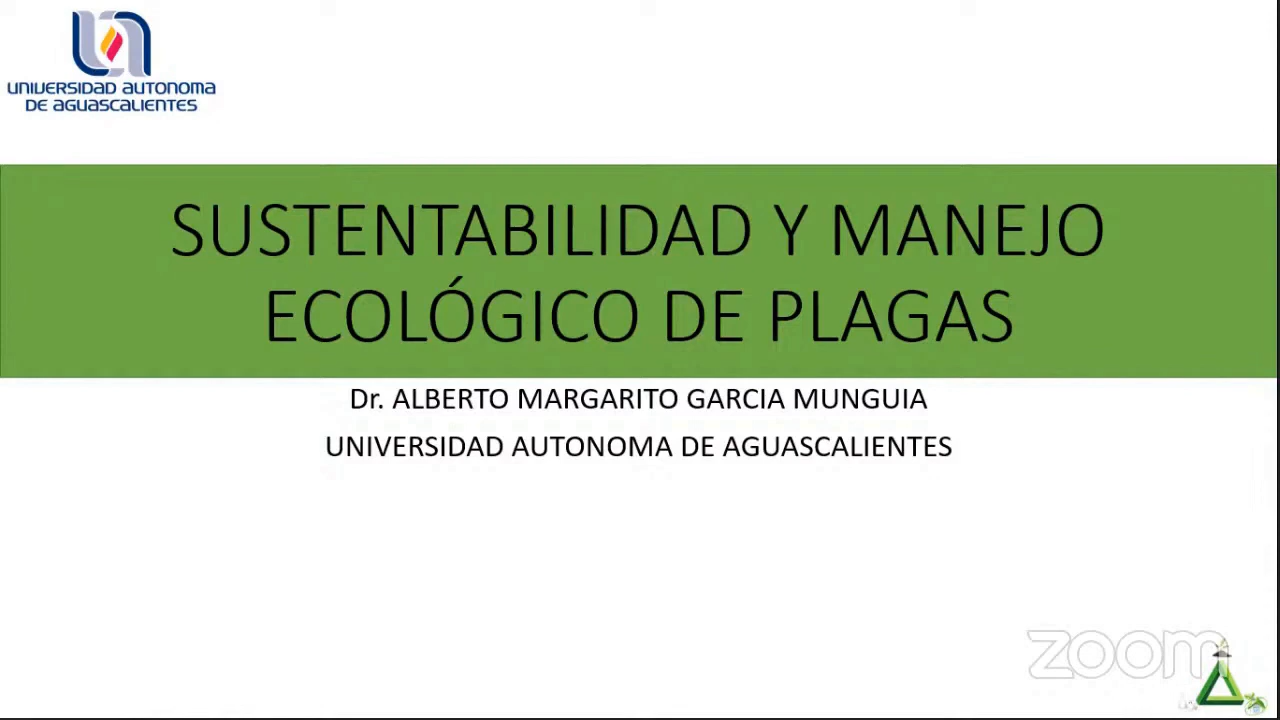 UNIVERSIDAD AUTONOMA
DE AGUASCALIENTES
SUSTENTABILIDAD Y MANEJO
ECOLÓGICO DE PLAGAS
Dr. ALBERTO MARGARITO GARCIA MUNGUIA
UNIVERSIDAD AUTONOMA DE AGUASCALIENTES
zoom